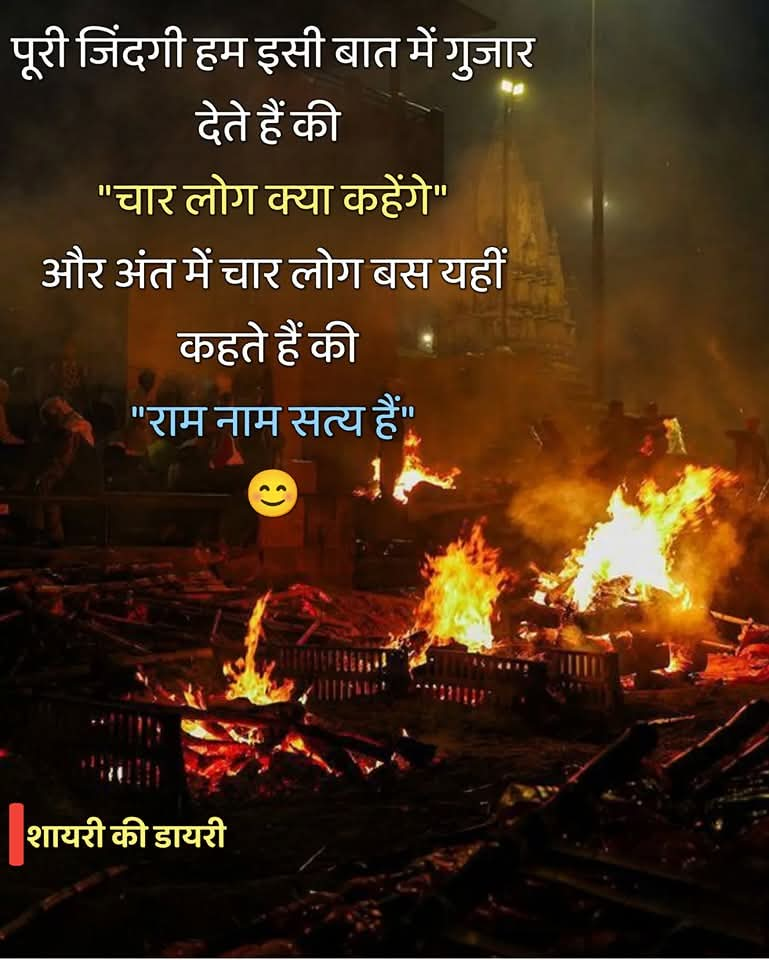 पूरी जिंदगी हम इसी बात में गुजार
देते हैं की
"चार लोग क्या कहेंगे"
और अंत में चार लोग बस यहीं
कहते हैं की
"राम नाम सत्य हैं"
😊
शायरी की डायरी